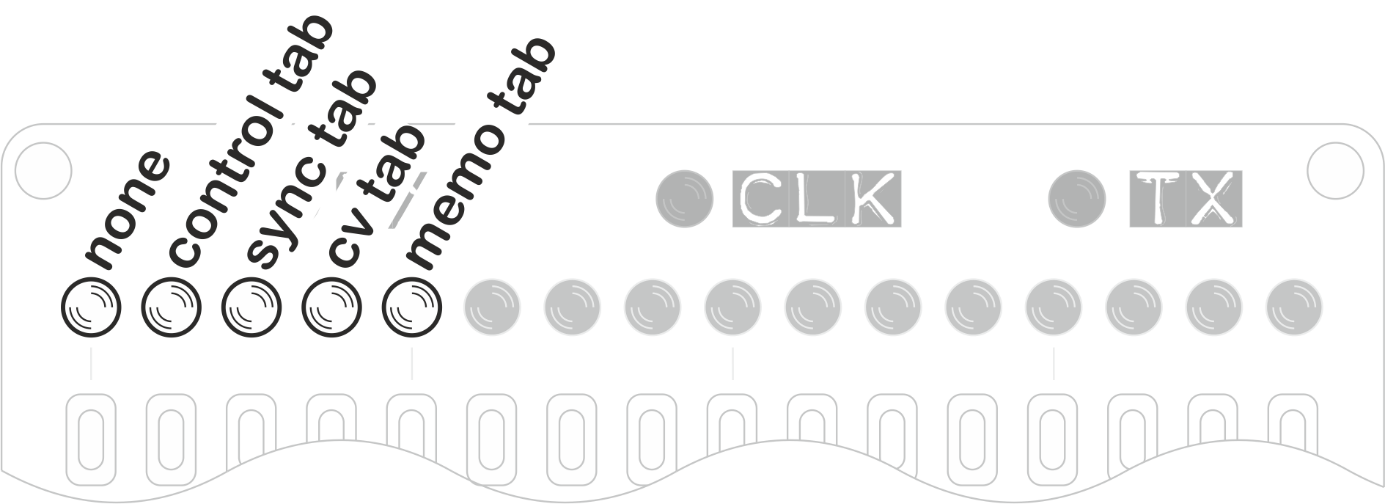 none
control tab
sync tab
cv tab
memo tab
CLK
TX